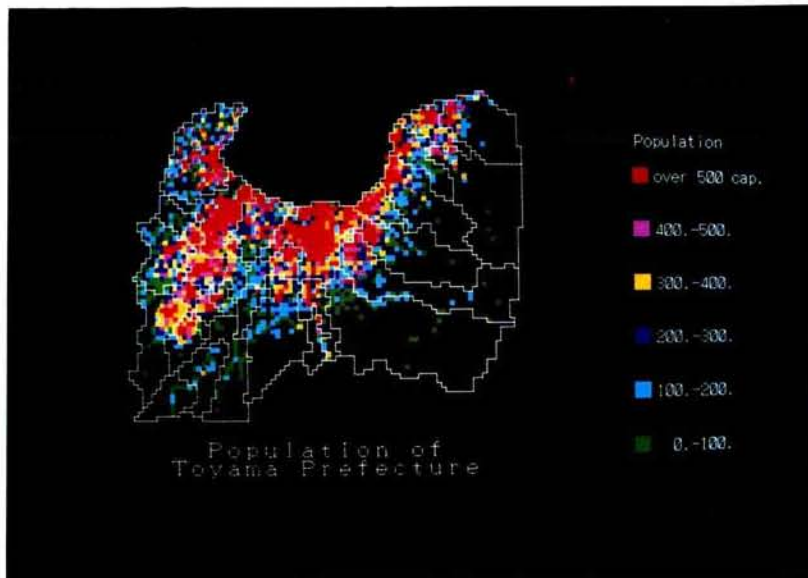 Population
over 500 cap.
400.-500.
300.-400.
200.-300.
100.-200.
0.-100.
Population of
Toyama Prefecture